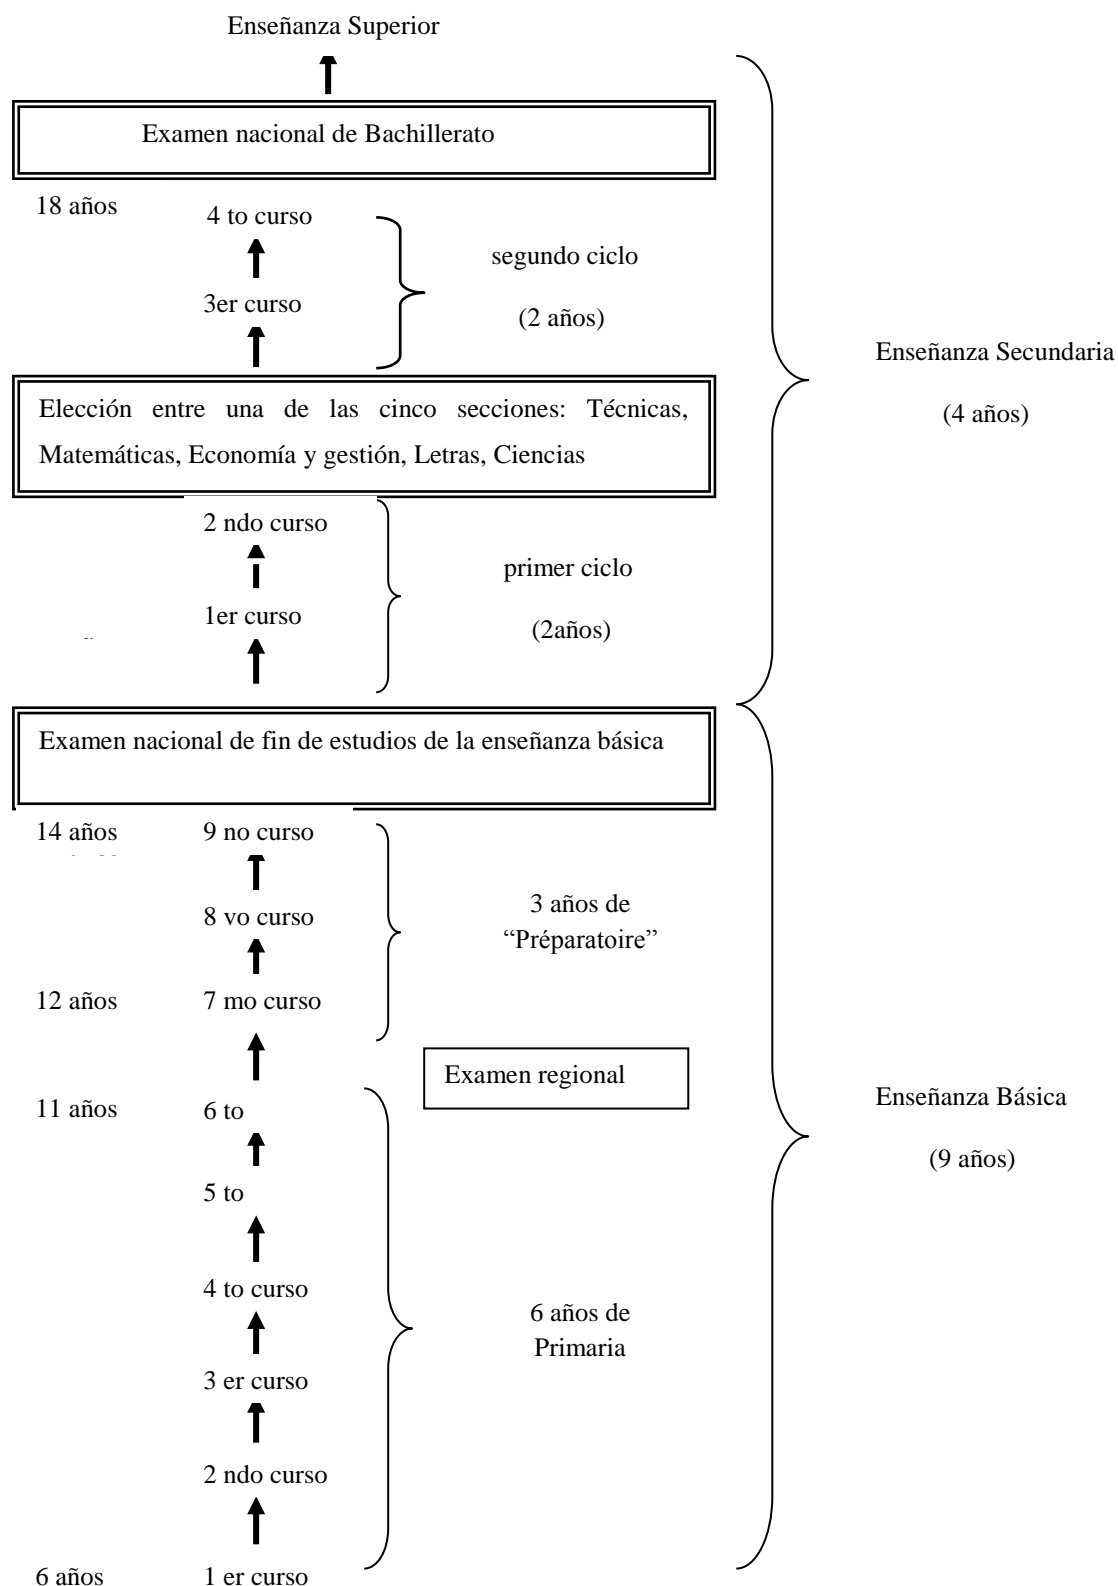 Enseñanza Superior
Examen nacional de Bachillerato
18 años
4 to curso
segundo ciclo
3er curso
(2 años)
Enseñanza Secundaria
(4 años)
Elección entre una de las cinco secciones: Técnicas,
Matemáticas, Economía y gestión, Letras, Ciencias
2 ndo curso
primer ciclo
1er curso
(2años)
Examen nacional de fin de estudios de la enseñanza básica
14 años
9 no curso
8 vo curso
3 años de
“Préparatoire”
12 años
7 mo curso
Examen regional
11 años
6 to
Enseñanza Básica
(9 años)
5 to
4 to curso
6 años de
Primaria
3 er curso
2 ndo curso
6 años
1 er curso